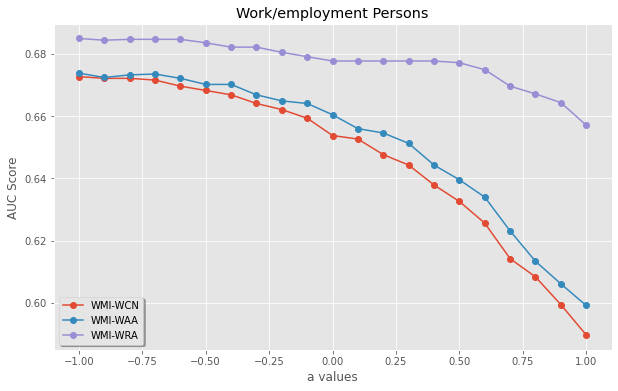 Work/employment Persons
AUC Score
0.68
0.66
0.64
0.62
0.60
WMI-WCN
WMI-WAA
WMI-WRA
−1.00 −0.75 −0.50 −0.25 0.00 0.25 0.50 0.75 1.00
a values